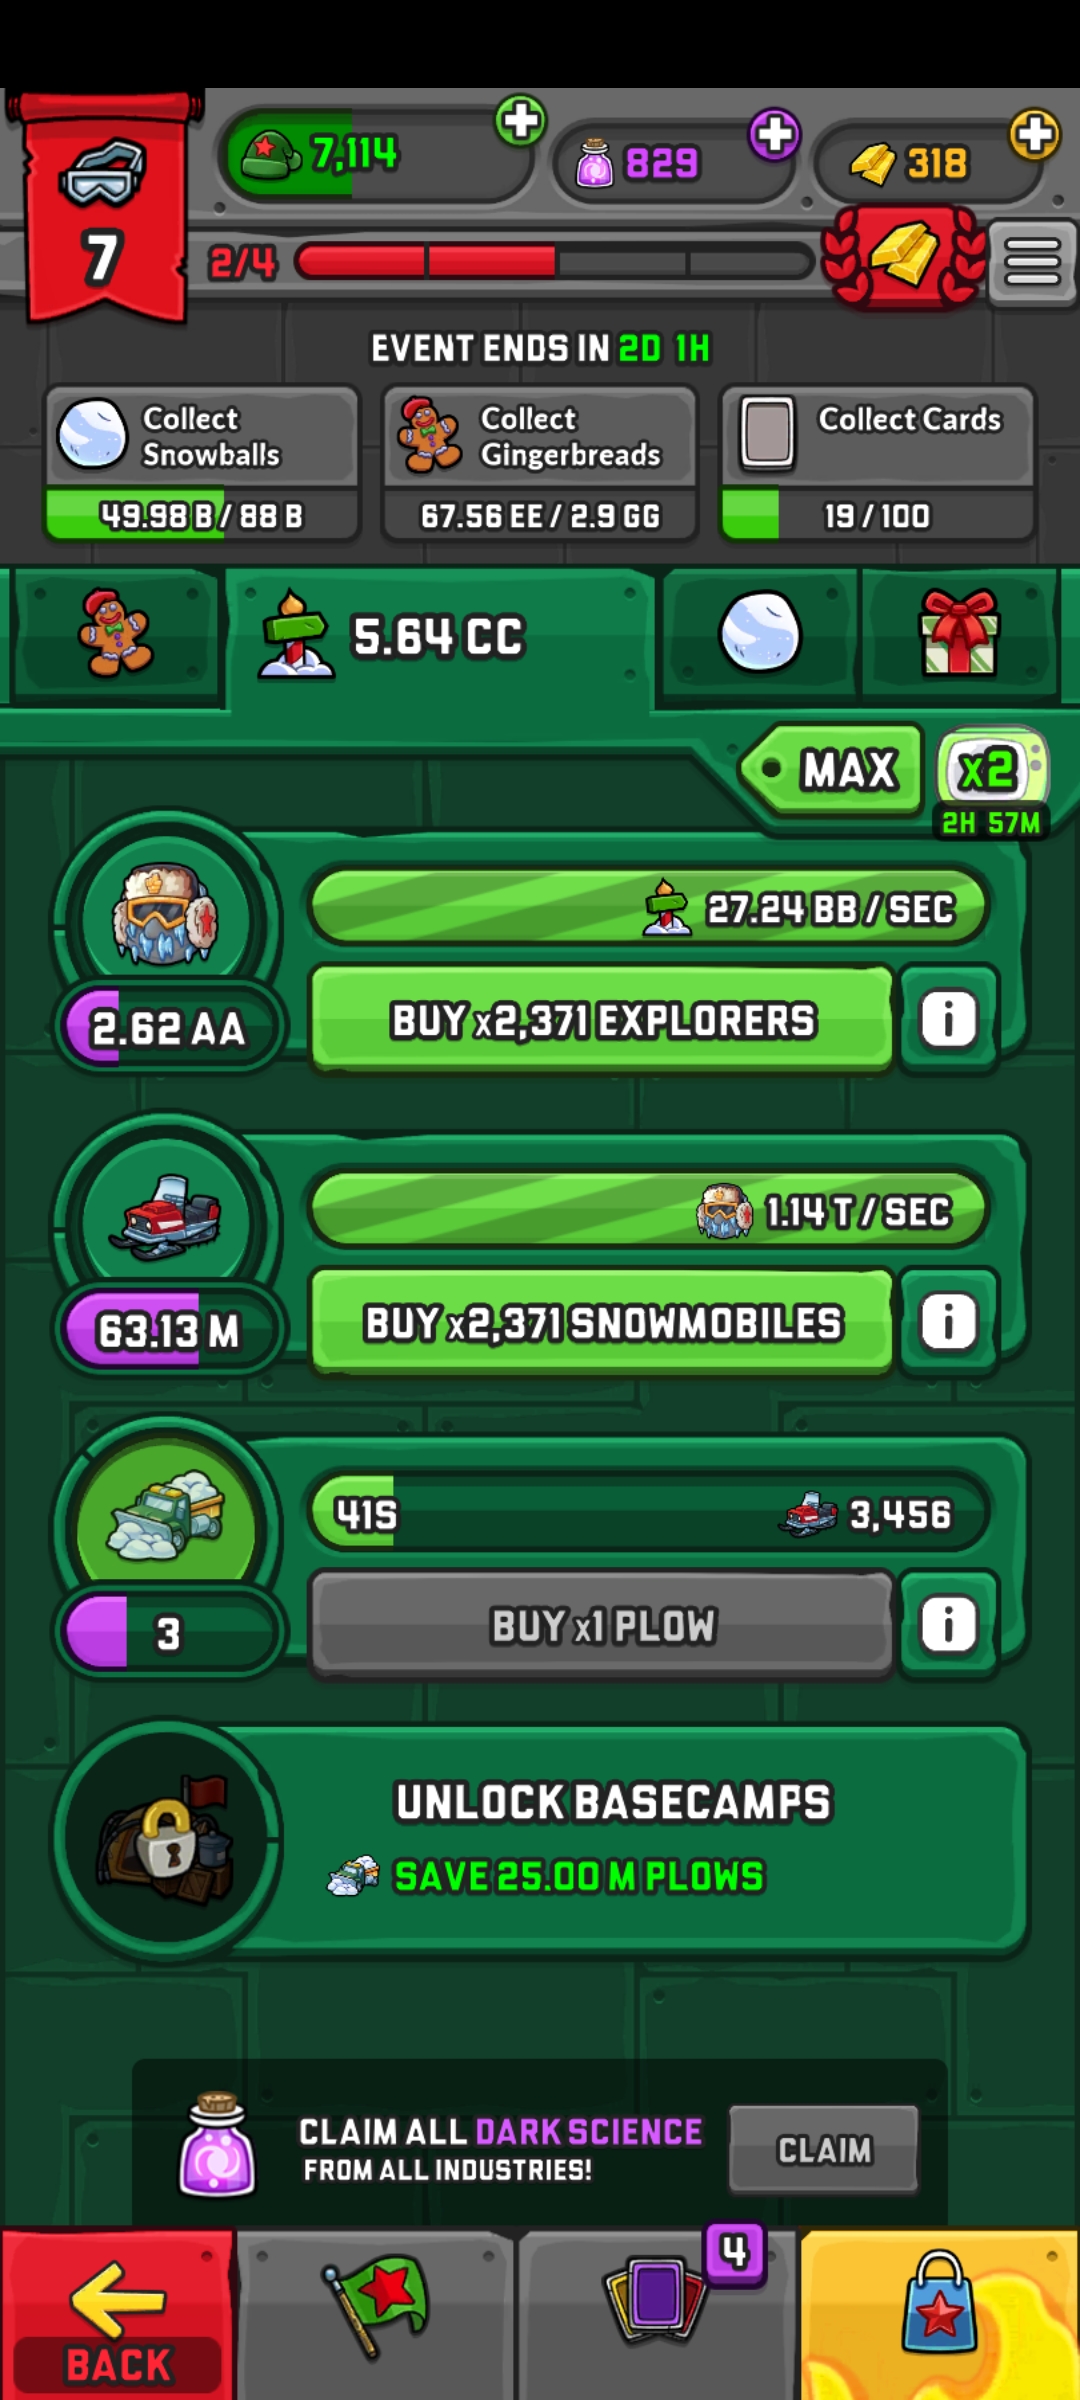 7,114
829
318
7
2/4
EVENT ENDS IN 2D 1H
Collect
Snowballs
49.98 B / 88 B
Collect
Gingerbreads
67.56 EE / 2.9 GG
Collect Cards
19 / 100
5.64 CC
MAX
x2
2H 57M
27.24 BB / SEC
2.62 AA
BUY x2,371 EXPLORERS
i
1.14 T / SEC
63.13 M
BUY x2,371 SNOWMOBILES
i
41S
3,456
3
BUY x1 PLOW
i
UNLOCK BASECAMPS
SAVE 25.00 M PLOWS
CLAIM ALL DARK SCIENCE
FROM ALL INDUSTRIES!
CLAIM
4
BACK